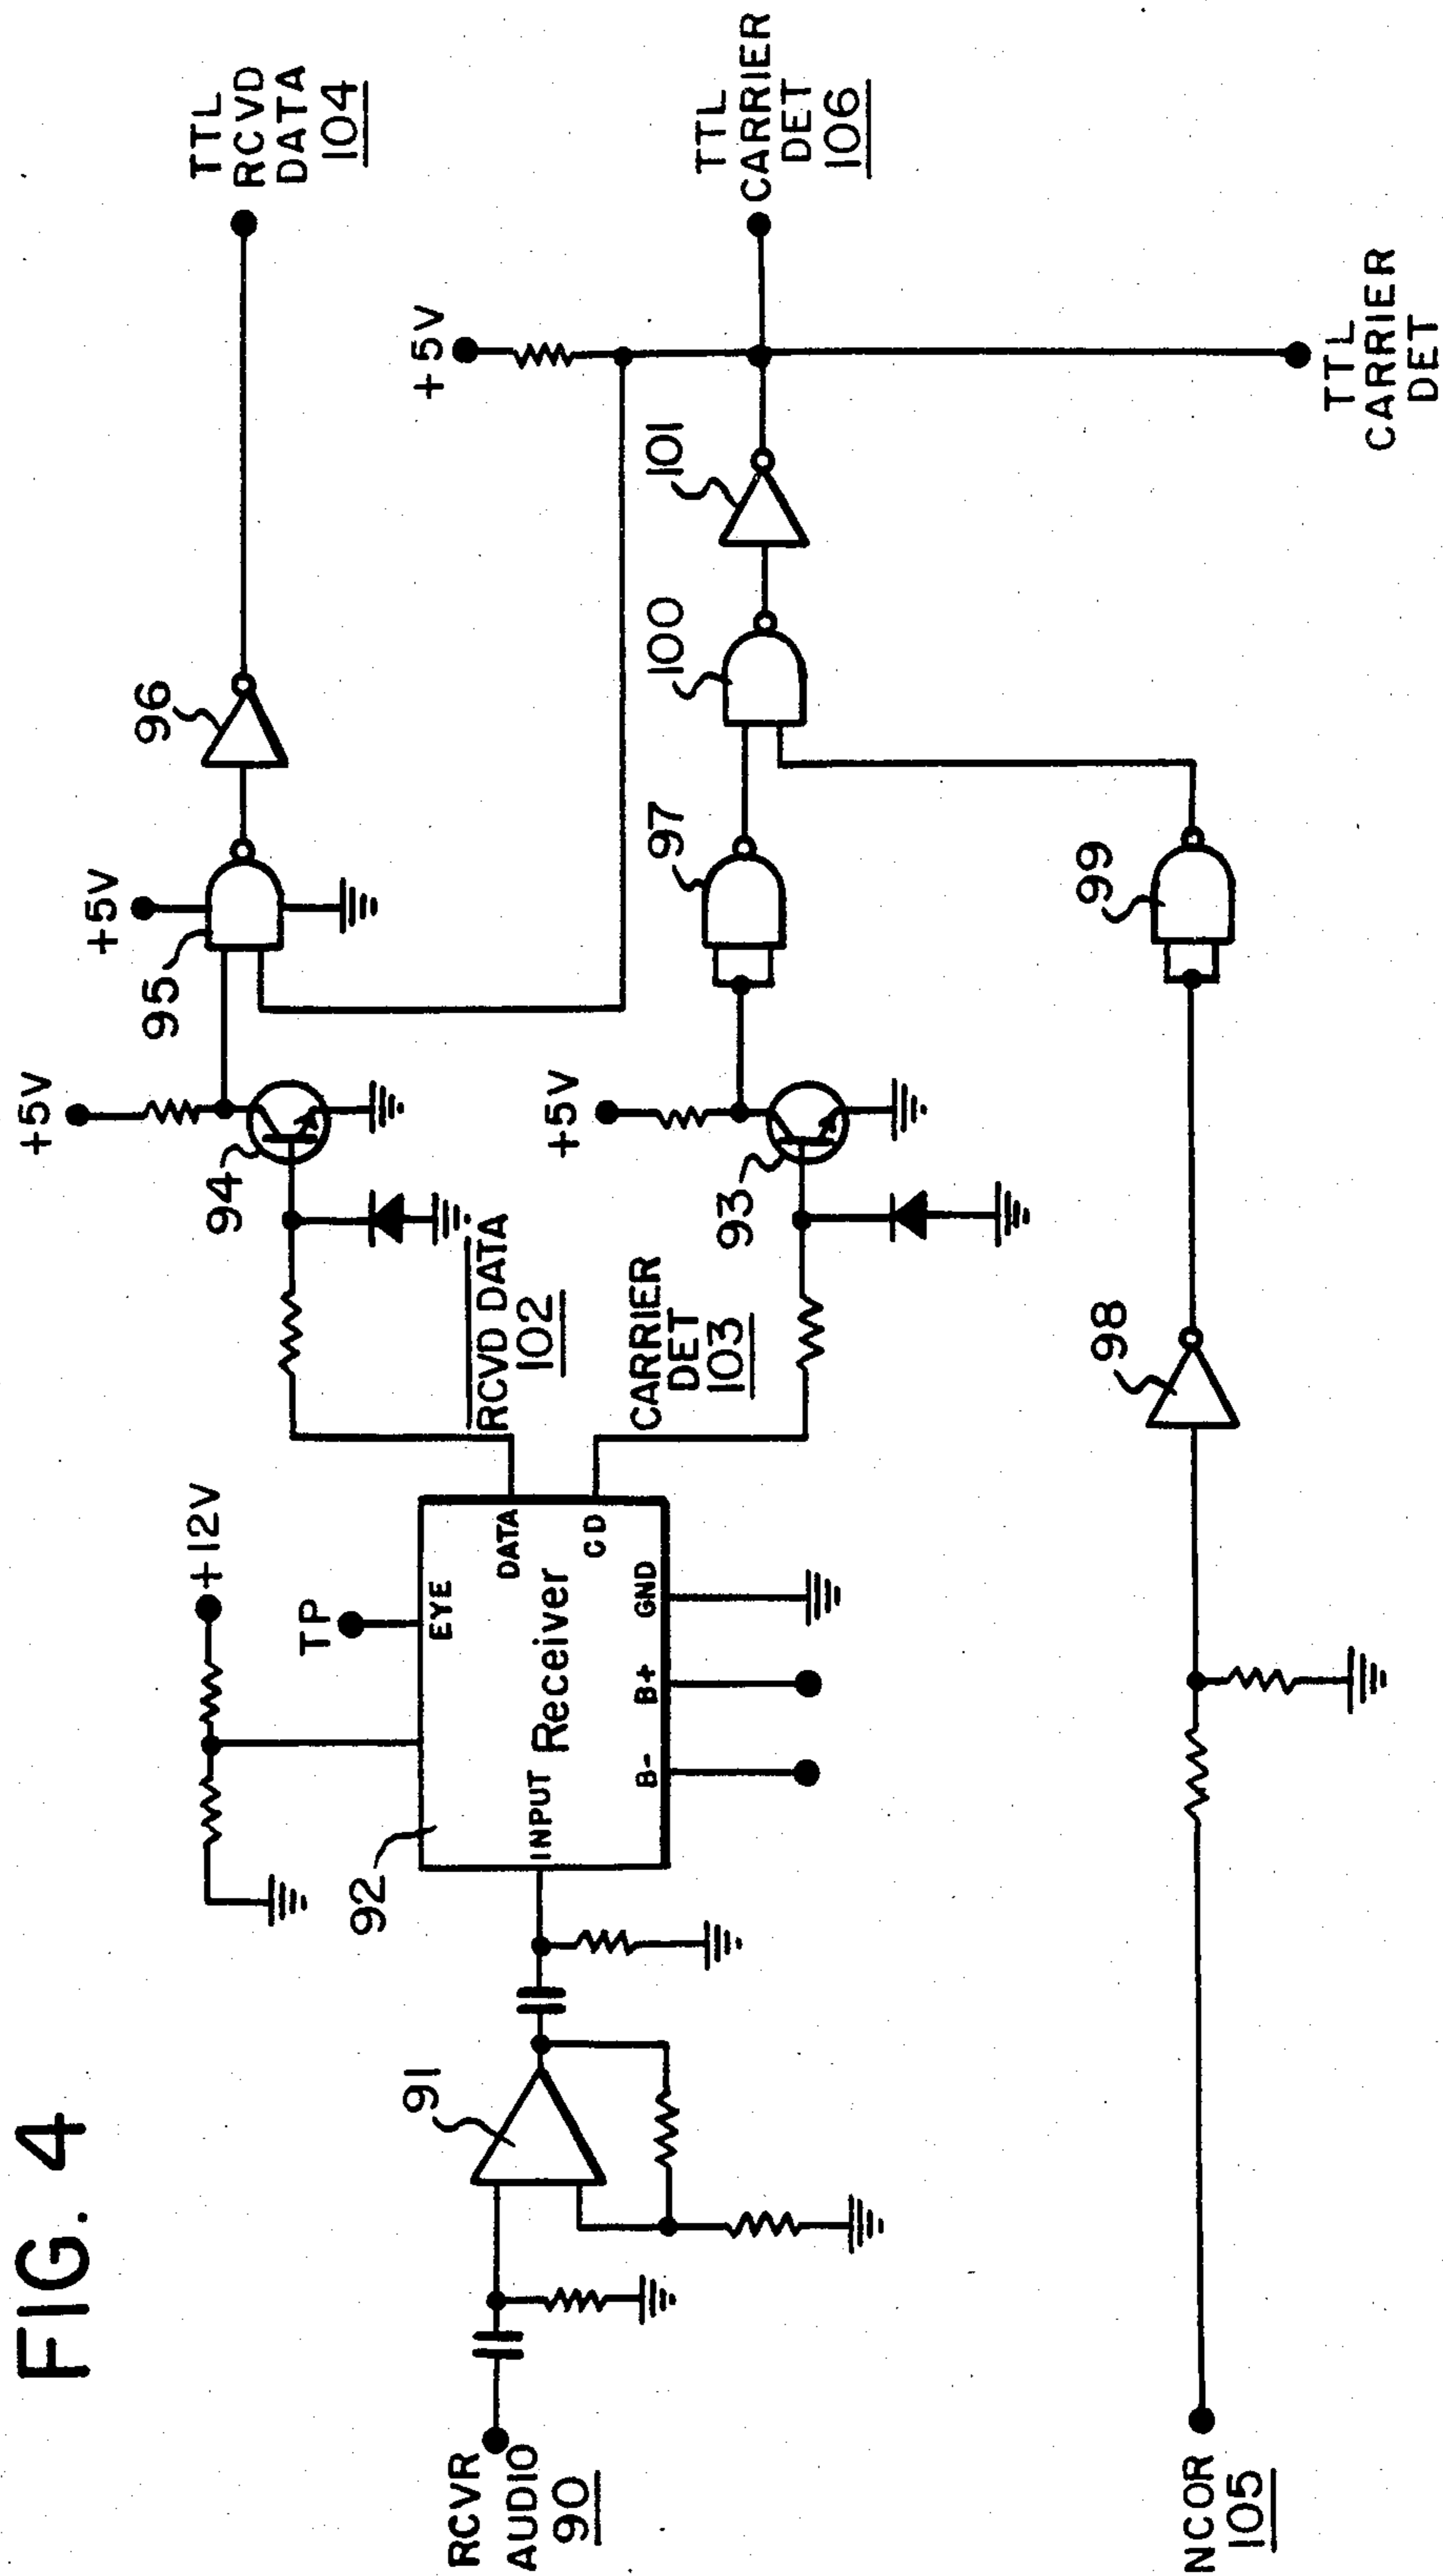 FIG. 4
RCVR
AUDIO
90
91
92
+12V
TP
EYE
INPUT
Receiver
DATA
CD
B-
B+
GND
RCVD DATA
102
CARRIER
DET
103
+5V
94
+5V
95
96
TTL
RCVD
DATA
104
+5V
93
97
100
101
+5V
TTL
CARRIER
DET
106
TTL
CARRIER
DET
NCOR
105
98
99